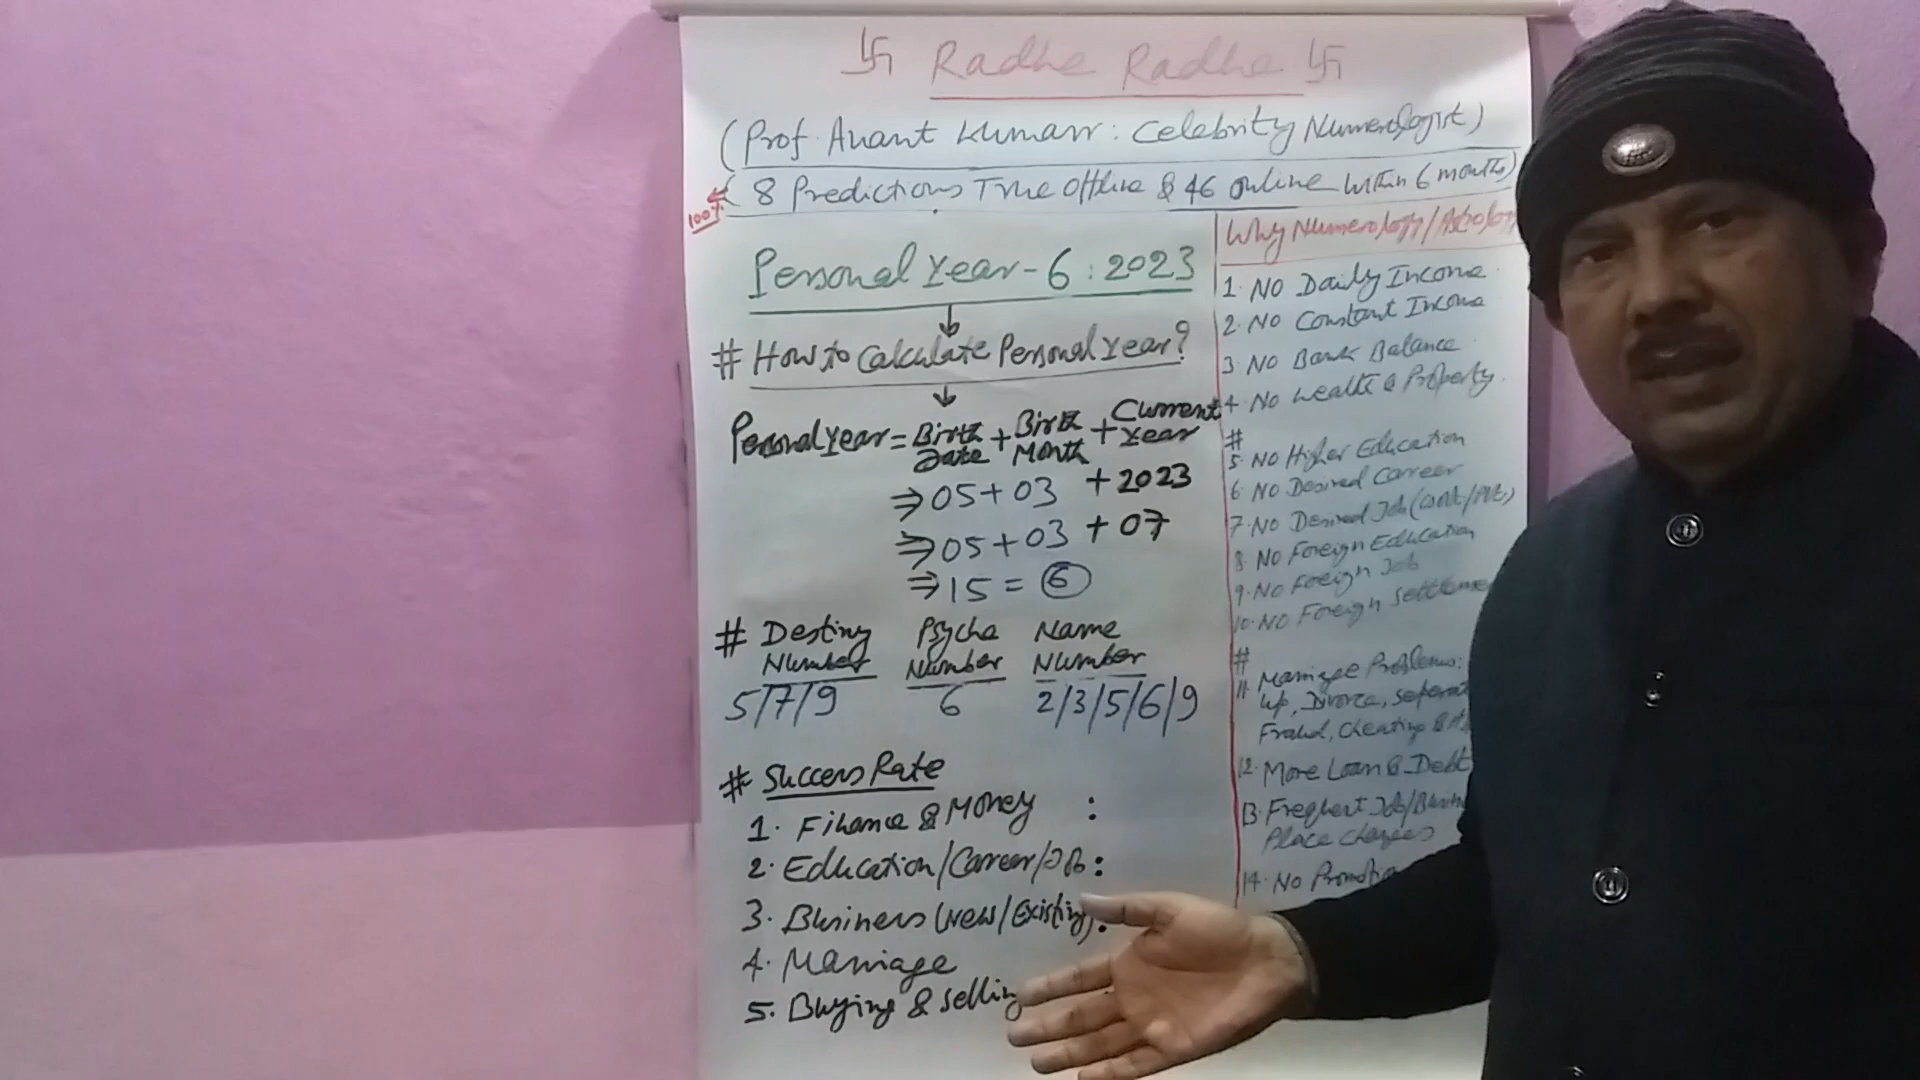 卐 Radhe Radhe 卐
(Prof. Anant Kumarr: Celebrity Numerologist)
100% ( 8 Predictions True Offline & 46 online within 6 months)
Personal Year-6:2023
# How to Calculate Personal Year?
Personal Year = Birth Date + Birth Month + Current Year
⇒ 05+03 +2023
⇒ 05+03 +07
⇒ 15 = 6
# Destiny Psyche Name
Number Number Number
5/7/9 6 2/3/5/6/9
# Success Rate
1. Finance & Money :
2. Education/Career/Job:
3. Business (New/Existing):
4. Marriage
5. Buying & Selling
Why Numerology/
1. No Daily Income
2. No Constant Income
3. No Bank Balance
4. No Wealth & Property
#
5. No Higher Education
6. No Desired Career
7. No Desired Job (Govt/Pvt.)
8. No Foreign Education
9. No Foreign Job
10. No Foreign
#
11. Marriage Problems:
up, Divorce,
Fraud, Cheating &
12. More Loan & Debt
13. Frequent Job/
Place Changes
14. No